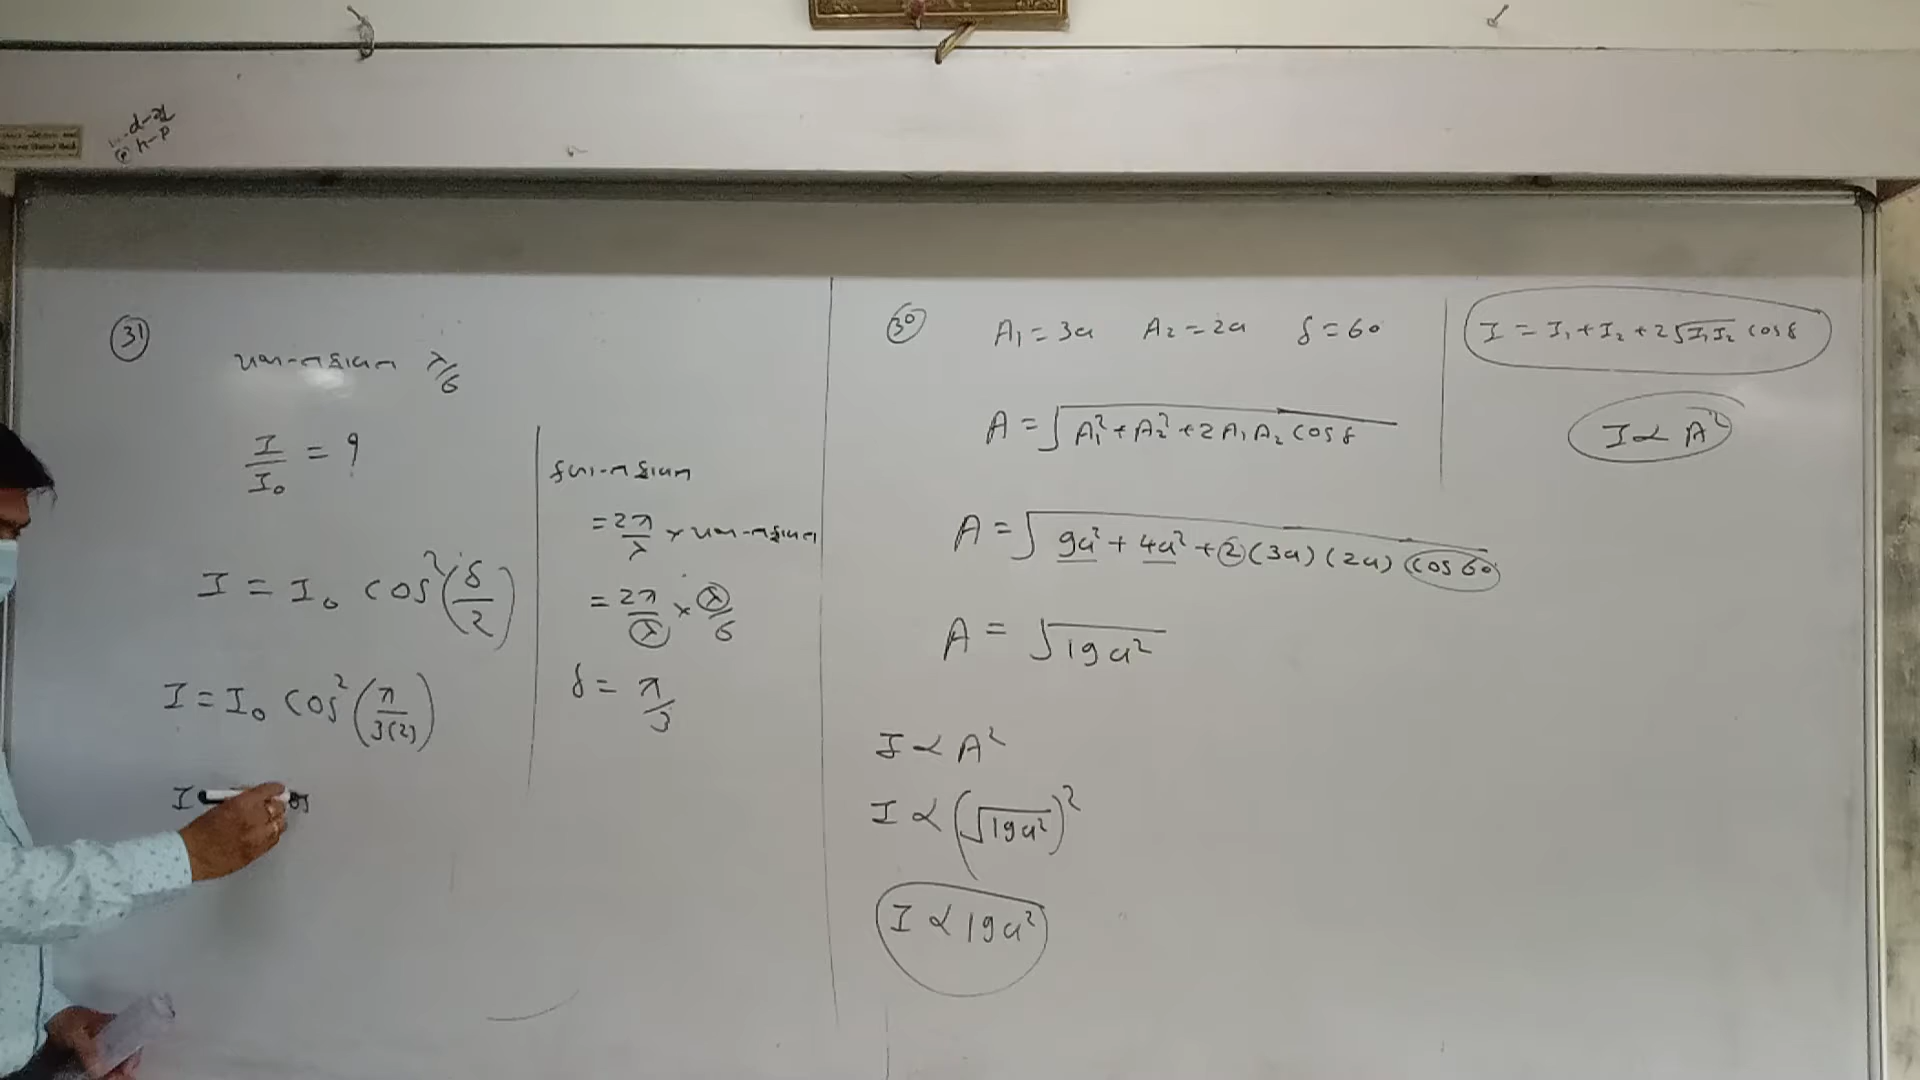 d-શ
h-p
31
પથ-તફાવત λ/6
I/I₀ = ?
I = I₀ cos²(δ/2)
I = I₀ cos²(π/3(2))
I
કળા-તફાવત
= 2π/λ × પથ-તફાવત
= 2π/λ × λ/6
δ = π/3
30
A₁ = 3a A₂ = 2a δ = 60
A = √A₁² + A₂² + 2A₁A₂ cos δ
A = √9a² + 4a² + 2(3a)(2a) cos 60
A = √19a²
I ∝ A²
I ∝ (√19a²)²
I ∝ 19a²
I = I₁ + I₂ + 2√I₁I₂ cos δ
I ∝ A²